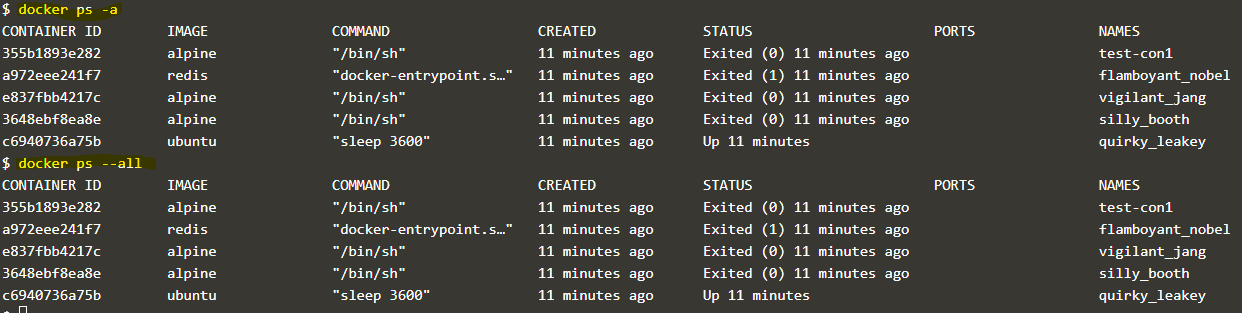 $ docker ps -a
CONTAINER ID IMAGE COMMAND CREATED STATUS PORTS NAMES
355b1893e282 alpine "/bin/sh" 11 minutes ago Exited (0) 11 minutes ago test-con1
a972eee241f7 redis "docker-entrypoint.s…" 11 minutes ago Exited (1) 11 minutes ago flamboyant_nobel
e837fbb4217c alpine "/bin/sh" 11 minutes ago Exited (0) 11 minutes ago vigilant_jang
3648ebf8ea8e alpine "/bin/sh" 11 minutes ago Exited (0) 11 minutes ago silly_booth
c6940736a75b ubuntu "sleep 3600" 11 minutes ago Up 11 minutes quirky_leakey
$ docker ps --all
CONTAINER ID IMAGE COMMAND CREATED STATUS PORTS NAMES
355b1893e282 alpine "/bin/sh" 11 minutes ago Exited (0) 11 minutes ago test-con1
a972eee241f7 redis "docker-entrypoint.s…" 11 minutes ago Exited (1) 11 minutes ago flamboyant_nobel
e837fbb4217c alpine "/bin/sh" 11 minutes ago Exited (0) 11 minutes ago vigilant_jang
3648ebf8ea8e alpine "/bin/sh" 11 minutes ago Exited (0) 11 minutes ago silly_booth
c6940736a75b ubuntu "sleep 3600" 11 minutes ago Up 11 minutes quirky_leakey
$